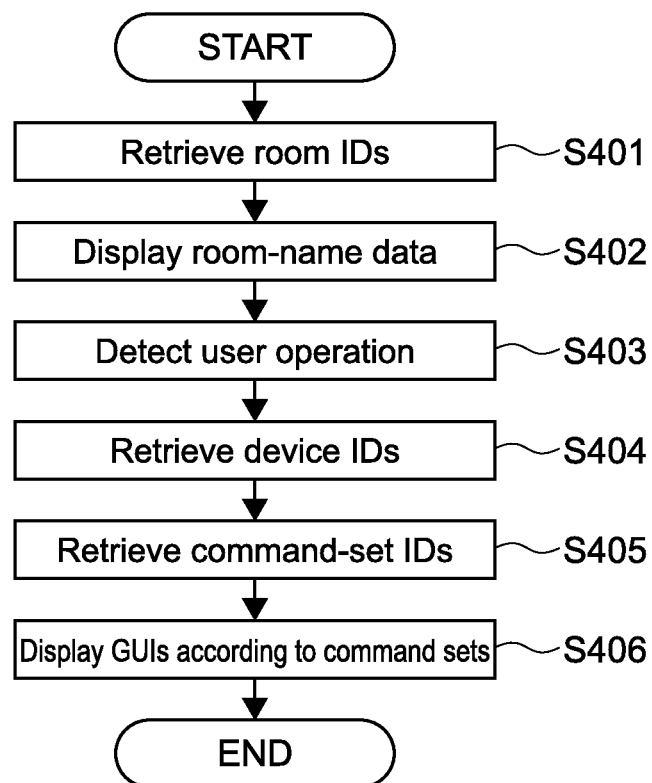 START
Retrieve room IDs
S401
Display room-name data
S402
Detect user operation
S403
Retrieve device IDs
S404
Retrieve command-set IDs
S405
Display GUIs according to command sets
S406
END